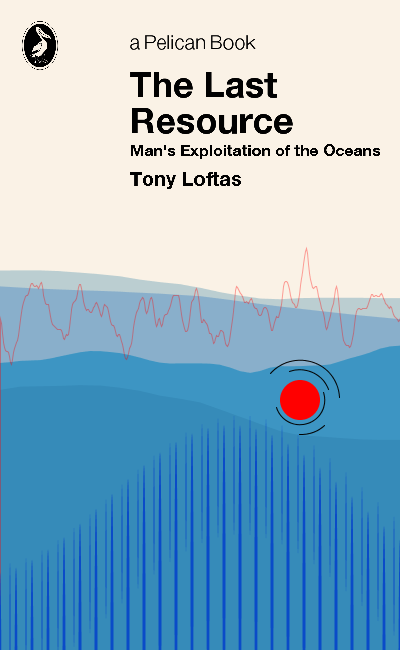 a Pelican Book
The Last
Resource
Man's Exploitation of the Oceans
Tony Loftas